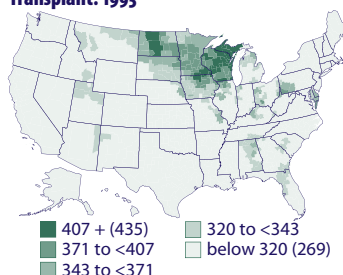 Transplant: 1995
407 + (435)
371 to <407
343 to <371
320 to <343
below 320 (269)